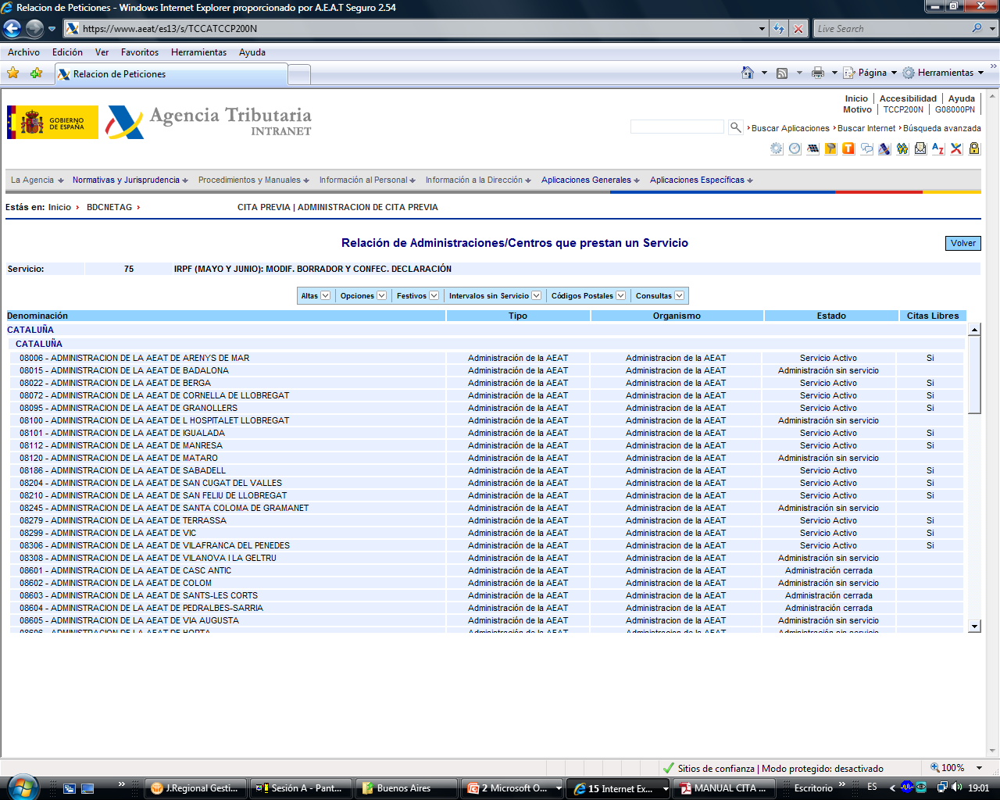 Relacion de Peticiones - Windows Internet Explorer proporcionado por A.E.A.T Seguro 2.54
https://www.aeat/es13/s/TCCATCCP200N
Live Search
Archivo Edición Ver Favoritos Herramientas Ayuda
Relacion de Peticiones
Página Herramientas
GOBIERNO DE ESPAÑA
Agencia Tributaria
INTRANET
Inicio Accesibilidad Ayuda
Motivo TCCP200N G08000PN
Buscar Aplicaciones Buscar Internet Búsqueda avanzada
La Agencia Normativas y Jurisprudencia Procedimientos y Manuales Información al Personal Información a la Dirección Aplicaciones Generales Aplicaciones Específicas
Estás en: Inicio BDCNETAG CITA PREVIA | ADMINISTRACION DE CITA PREVIA
Relación de Administraciones/Centros que prestan un Servicio
Volver
Servicio: 75 IRPF (MAYO Y JUNIO): MODIF. BORRADOR Y CONFEC. DECLARACIÓN
Altas Opciones Festivos Intervalos sin Servicio Códigos Postales Consultas
Denominación Tipo Organismo Estado Citas Libres
CATALUÑA
CATALUÑA
08006 - ADMINISTRACION DE LA AEAT DE ARENYS DE MAR Administración de la AEAT Administracion de la AEAT Servicio Activo Si
08015 - ADMINISTRACION DE LA AEAT DE BADALONA Administración de la AEAT Administracion de la AEAT Administración sin servicio
08022 - ADMINISTRACION DE LA AEAT DE BERGA Administración de la AEAT Administracion de la AEAT Servicio Activo Si
08072 - ADMINISTRACION DE LA AEAT DE CORNELLA DE LLOBREGAT Administración de la AEAT Administracion de la AEAT Servicio Activo Si
08095 - ADMINISTRACION DE LA AEAT DE GRANOLLERS Administración de la AEAT Administracion de la AEAT Servicio Activo Si
08100 - ADMINISTRACION DE LA AEAT DE L HOSPITALET LLOBREGAT Administración de la AEAT Administracion de la AEAT Administración sin servicio
08101 - ADMINISTRACION DE LA AEAT DE IGUALADA Administración de la AEAT Administracion de la AEAT Servicio Activo Si
08112 - ADMINISTRACION DE LA AEAT DE MANRESA Administración de la AEAT Administracion de la AEAT Servicio Activo Si
08120 - ADMINISTRACION DE LA AEAT DE MATARO Administración de la AEAT Administracion de la AEAT Administración sin servicio
08186 - ADMINISTRACION DE LA AEAT DE SABADELL Administración de la AEAT Administracion de la AEAT Servicio Activo Si
08204 - ADMINISTRACION DE LA AEAT DE SAN CUGAT DEL VALLES Administración de la AEAT Administracion de la AEAT Servicio Activo Si
08210 - ADMINISTRACION DE LA AEAT DE SAN FELIU DE LLOBREGAT Administración de la AEAT Administracion de la AEAT Servicio Activo Si
08245 - ADMINISTRACION DE LA AEAT DE SANTA COLOMA DE GRAMANET Administración de la AEAT Administracion de la AEAT Administración sin servicio
08279 - ADMINISTRACION DE LA AEAT DE TERRASSA Administración de la AEAT Administracion de la AEAT Servicio Activo Si
08299 - ADMINISTRACION DE LA AEAT DE VIC Administración de la AEAT Administracion de la AEAT Servicio Activo Si
08306 - ADMINISTRACION DE LA AEAT DE VILAFRANCA DEL PENEDES Administración de la AEAT Administracion de la AEAT Servicio Activo Si
08308 - ADMINISTRACION DE LA AEAT DE VILANOVA I LA GELTRU Administración de la AEAT Administracion de la AEAT Administración sin servicio
08601 - ADMINISTRACION DE LA AEAT DE CASC ANTIC Administración de la AEAT Administracion de la AEAT Administración cerrada
08602 - ADMINISTRACION DE LA AEAT DE COLOM Administración de la AEAT Administracion de la AEAT Administración sin servicio
08603 - ADMINISTRACION DE LA AEAT DE SANTS-LES CORTS Administración de la AEAT Administracion de la AEAT Administración cerrada
08604 - ADMINISTRACION DE LA AEAT DE PEDRALBES-SARRIA Administración de la AEAT Administracion de la AEAT Administración cerrada
08605 - ADMINISTRACION DE LA AEAT DE VIA AUGUSTA Administración de la AEAT Administracion de la AEAT Administración sin servicio
08606 - ADMINISTRACION DE LA AEAT DE HORTA Administración de la AEAT Administracion de la AEAT Administración sin servicio
Sitios de confianza | Modo protegido: desactivado 100%
J.Regional Gesti... Sesión A - Pant... Buenos Aires 2 Microsoft O... 15 Internet Ex... MANUAL CITA ... Escritorio ES 19:01